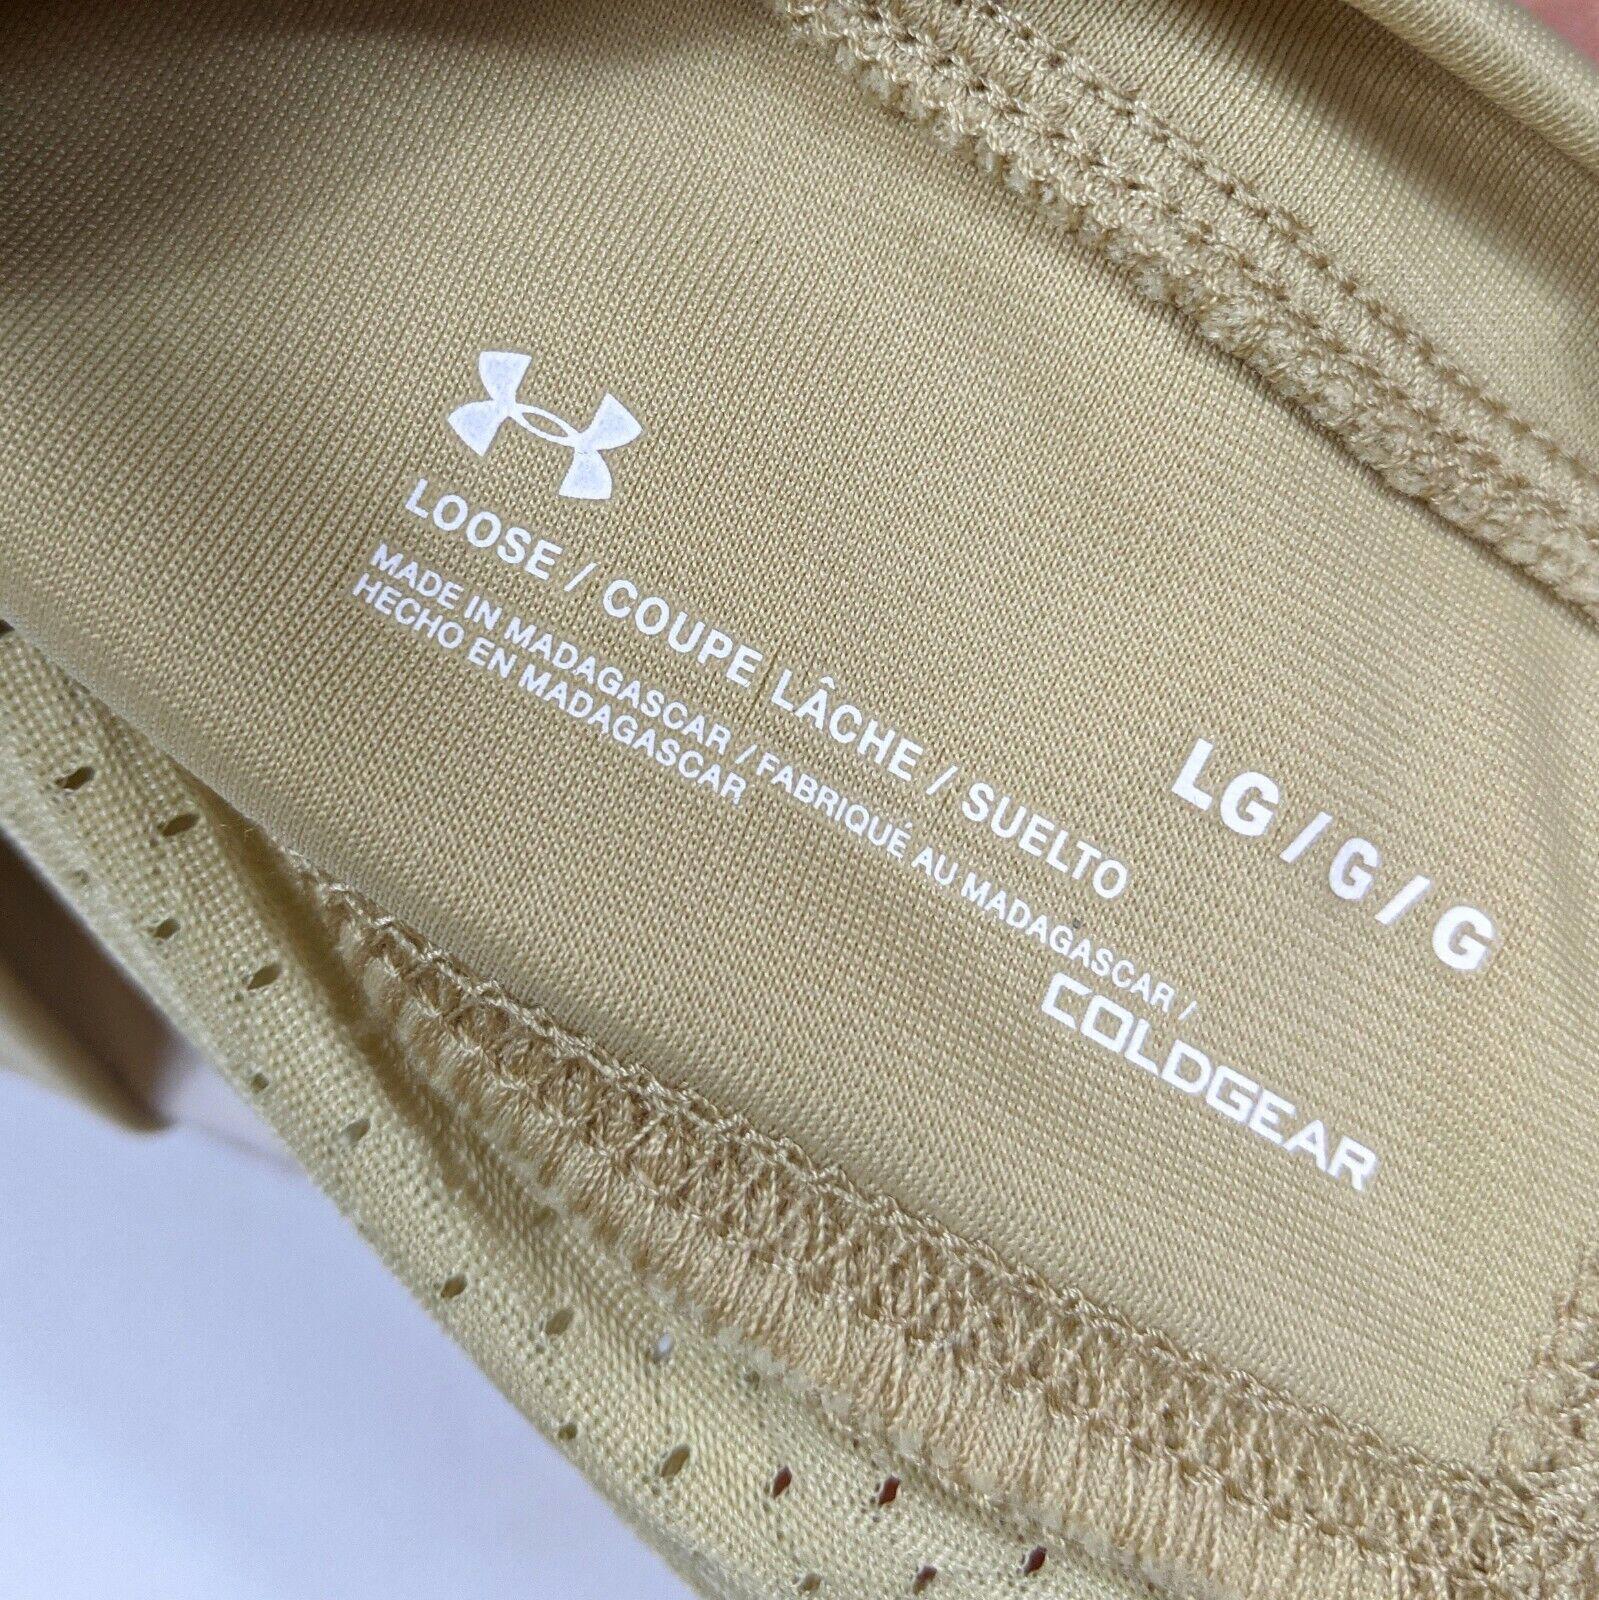 LOOSE / COUPE LÂCHE / SUELTO
LG / G / G
MADE IN MADAGASCAR / FABRIQUÉ AU MADAGASCAR /
HECHO EN MADAGASCAR
COLDGEAR